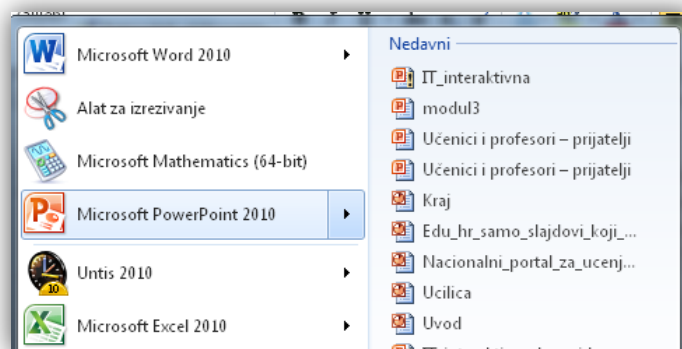 Microsoft Word 2010
Alat za izrezivanje
Microsoft Mathematics (64-bit)
Microsoft PowerPoint 2010
Untis 2010
10
Microsoft Excel 2010
Nedavni
IT_interaktivna
modul3
Učenici i profesori – prijatelji
Učenici i profesori – prijatelji
Kraj
Edu_hr_samo_slajdovi_koji_...
Nacionalni_portal_za_ucenj...
Ucilica
Uvod